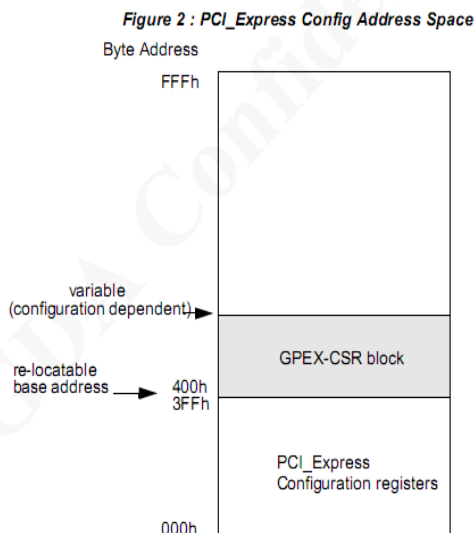 Figure 2 : PCI_Express Config Address Space
Byte Address
FFFh
variable
(configuration dependent)
GPEX-CSR block
re-locatable
base address
400h
3FFh
PCI_Express
Configuration registers
000h